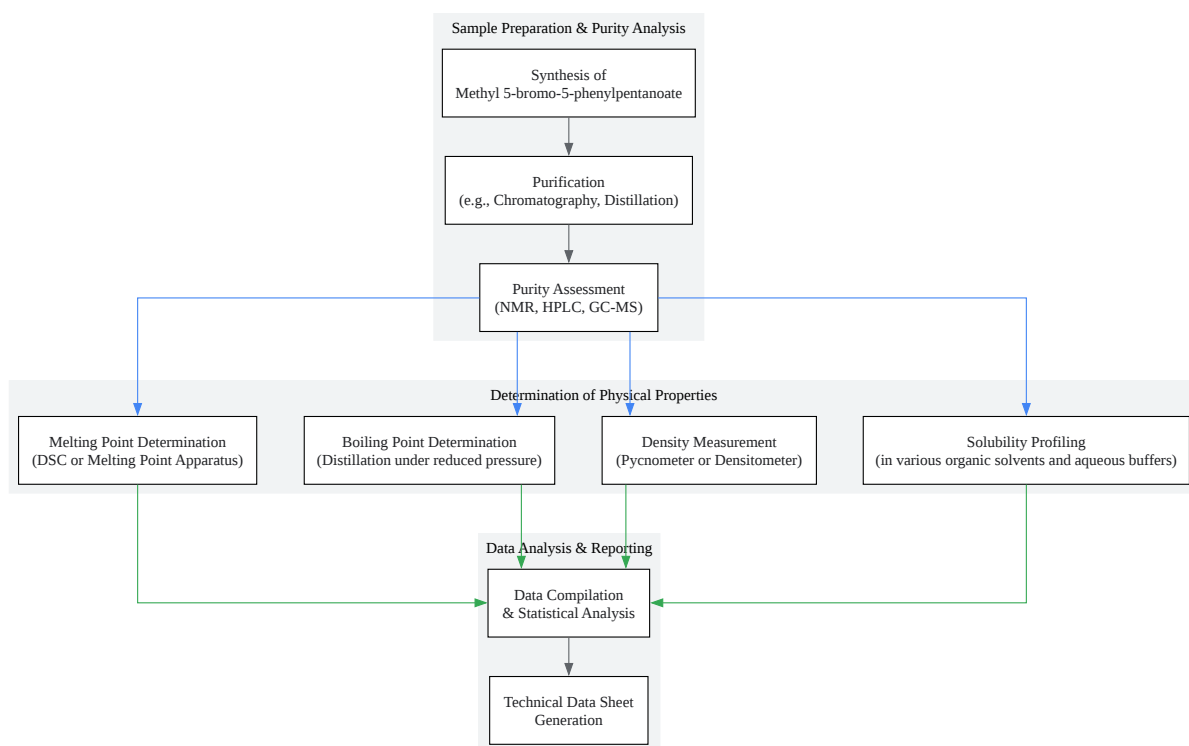 Sample Preparation & Purity Analysis
Synthesis of
Methyl 5-bromo-5-phenylpentanoate
Purification
(e.g., Chromatography, Distillation)
Purity Assessment
(NMR, HPLC, GC-MS)
Determination of Physical Properties
Melting Point Determination
(DSC or Melting Point Apparatus)
Boiling Point Determination
(Distillation under reduced pressure)
Density Measurement
(Pycnometer or Densitometer)
Solubility Profiling
(in various organic solvents and aqueous buffers)
Data Analysis & Reporting
Data Compilation
& Statistical Analysis
Technical Data Sheet
Generation